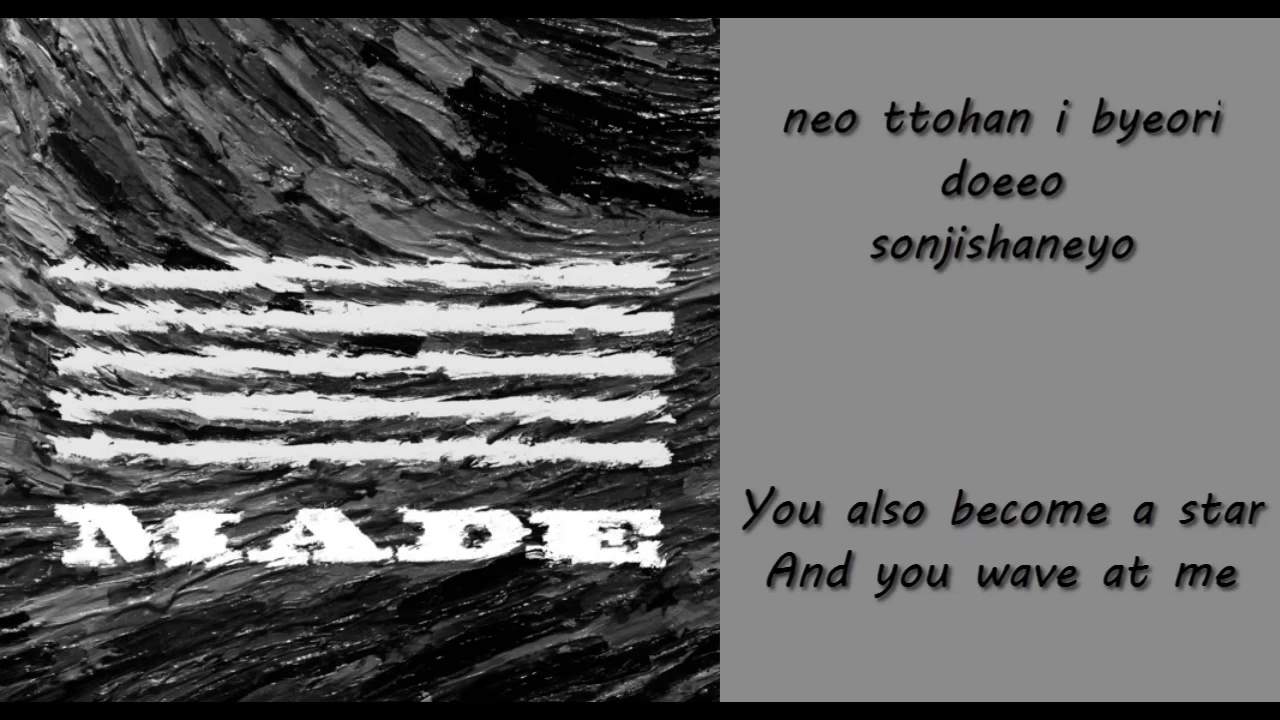 MADE
neo ttohan i byeori
doeeo
sonjishaneyo
You also become a star
And you wave at me